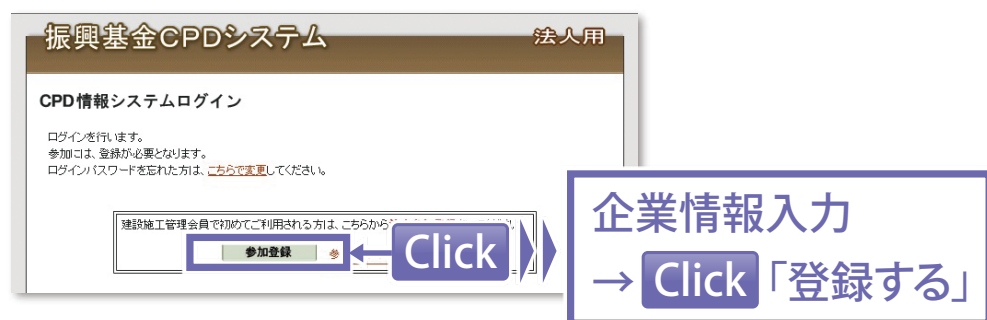 振興基金CPDシステム 法人用
CPD情報システムログイン
ログインを行います。
参加には、登録が必要となります。
ログインパスワードを忘れた方は、こちらで変更してください。
建設施工管理会員で初めてご利用される方は、こちらから
参加登録
Click
企業情報入力
→ Click 「登録する」